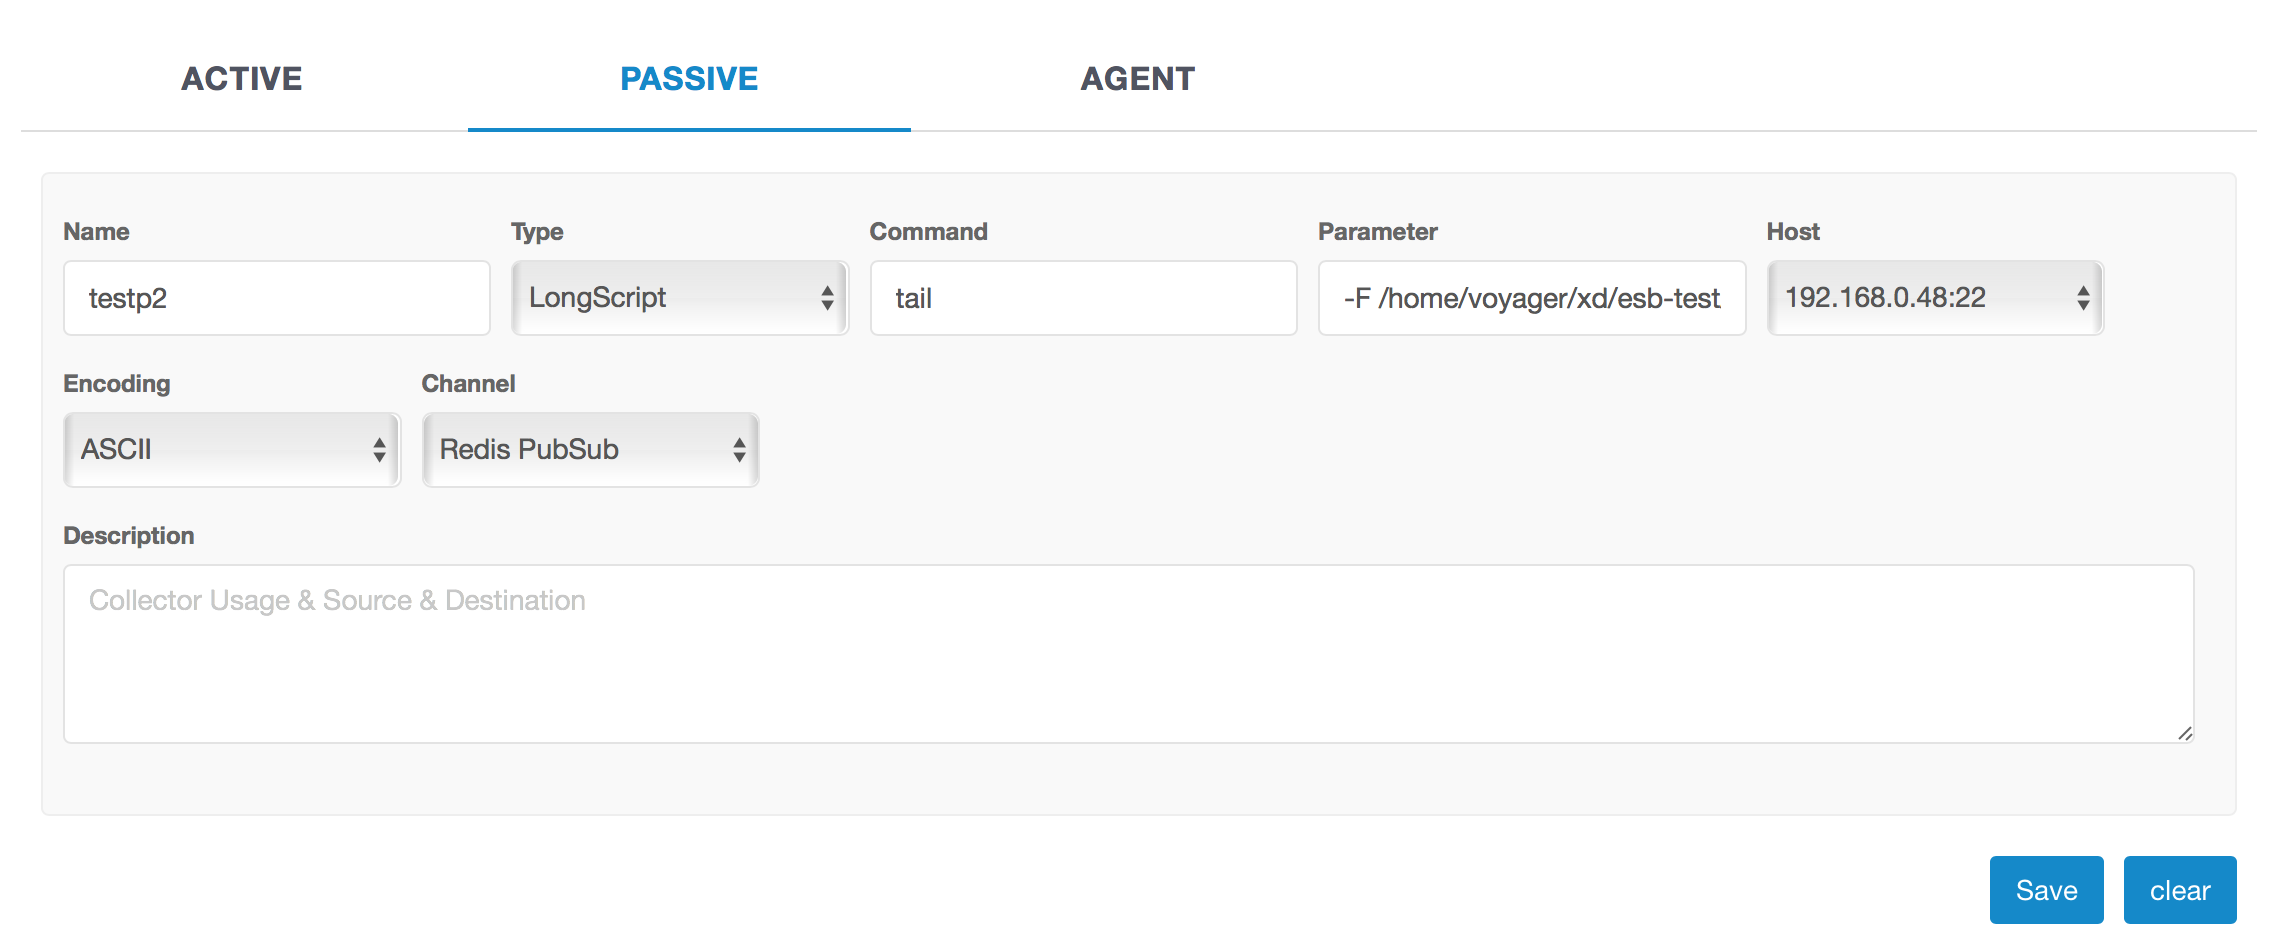 ACTIVE PASSIVE AGENT
Name Type Command Parameter Host
testp2 LongScript tail -F /home/voyager/xd/esb-test 192.168.0.48:22
Encoding Channel
ASCII Redis PubSub
Description
Collector Usage & Source & Destination
Save clear